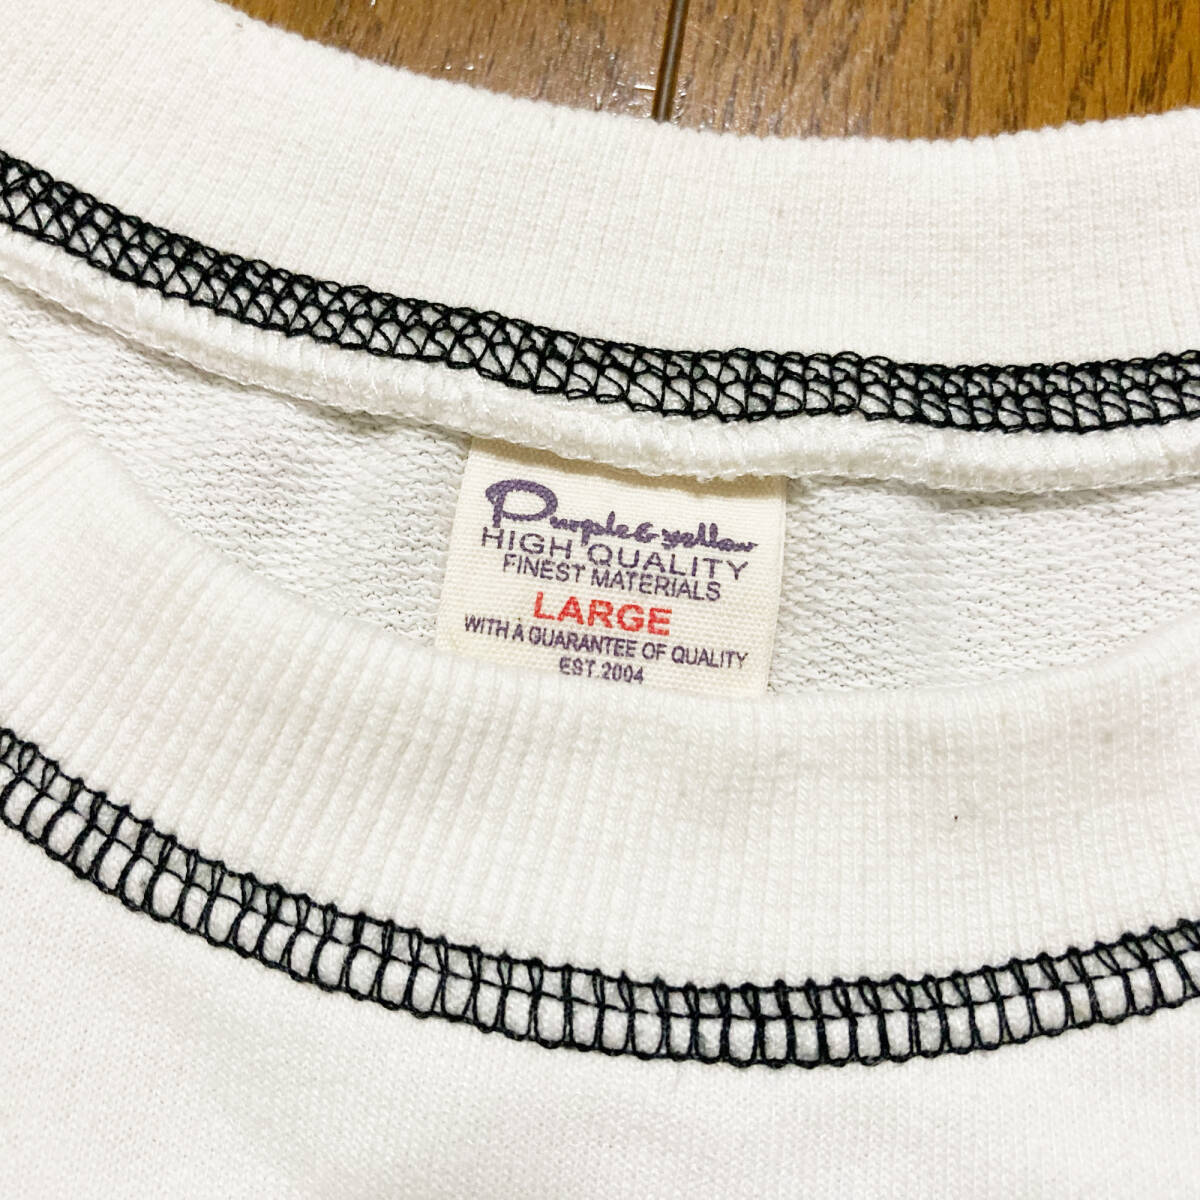 Purple & yellow
HIGH QUALITY
FINEST MATERIALS
LARGE
WITH A GUARANTEE OF QUALITY
EST.2004